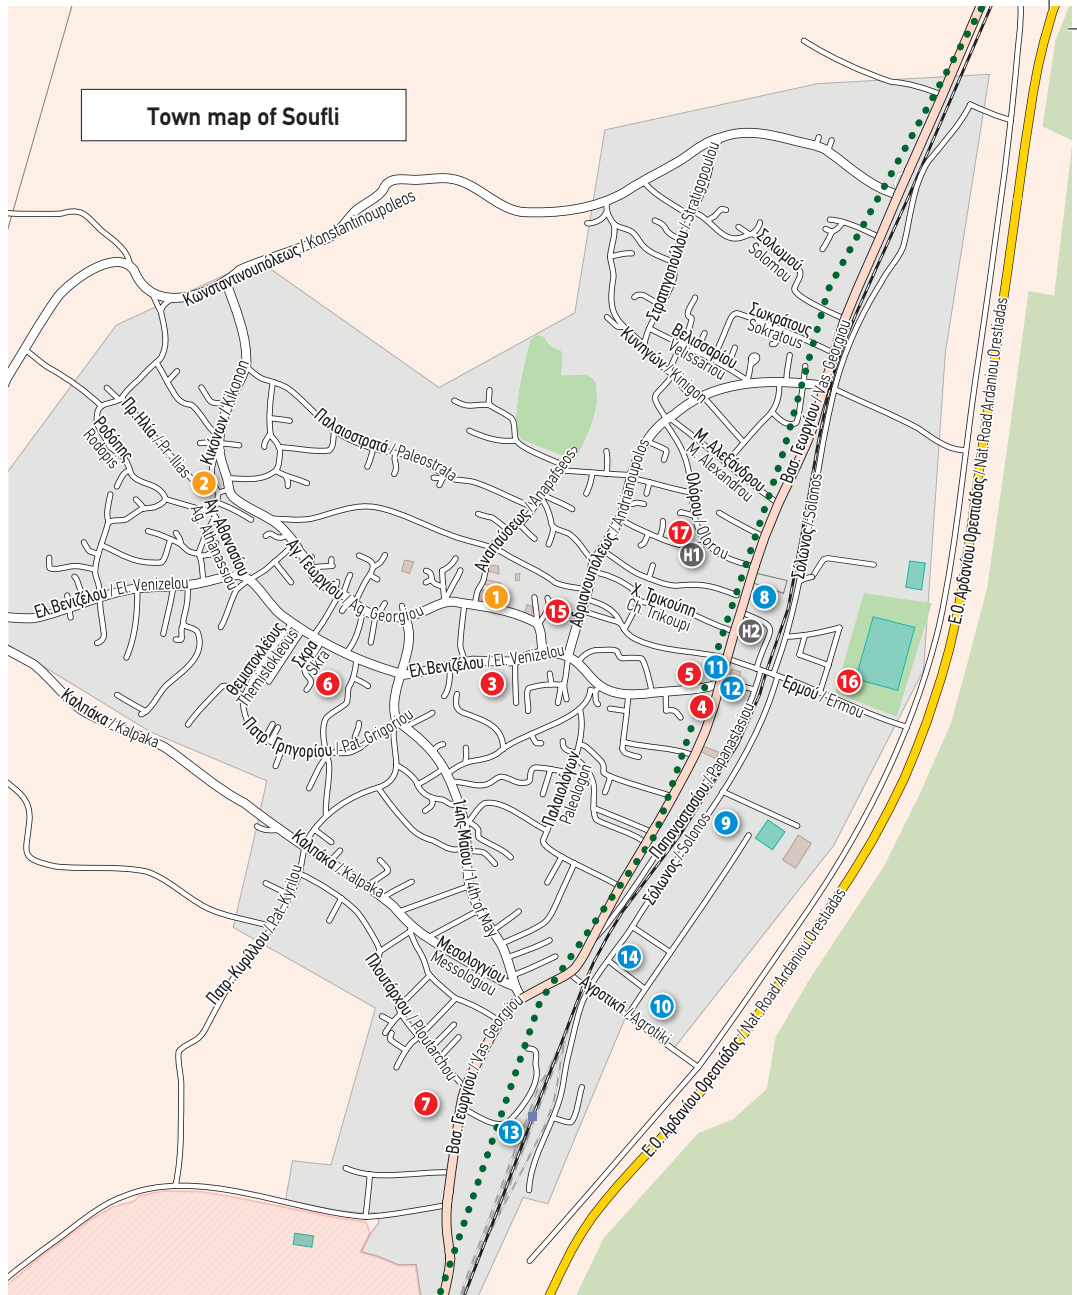 Town map of Soufli
Κωνσταντινουπόλεως / Konstantinoupoleos
Στρατηγοπούλου / Stratigopoulou
Σολωμού
Solomou
Σωκράτους
Sokratous
Βελισσαρίου
Velissariou
Κυνηγών / Kinigon
Βασ. Γεωργίου / Vas. Georgiou
Ε.Ο. Αρδανίου Ορεστιάδας / Nat. Road Ardaniou Orestiadas
Κικόνων / Kikonon
Πρ. Ηλία / Pr. Ilias
Ροδόπης
Rodopis
Παλαιοστρατά / Paleostrata
Μ. Αλεξάνδρου
M. Alexandrou
Ολόρου / Olorou
Αναπαύσεως / Anapafseos
Αδριανουπόλεως / Andrianoupolos
Σόλωνος / Solonos
2
Αγ. Αθανασίου
Ag. Athanassiou
Αγ. Γεωργίου / Ag. Georgiou
17
H1
Ελ. Βενιζέλου / El. Venizelou
1
15
Χ. Τρικούπη
Ch. Trikoupi
8
H2
Θεμιστοκλέους
Themistokleous
Σκρα
Skra
6
Ελ. Βενιζέλου / El. Venizelou
3
5
11
12
4
16
Ερμού / Ermou
Καλπάκα / Kalpaka
Πατρ. Γρηγορίου / Pat. Grigoriou
Παλαιολόγων
Paleologon
Παπαναστασίου / Papanastasiou
Σόλωνος / Solonos
9
14ης Μαΐου / 14th of May
Καλπάκα / Kalpaka
Πατρ. Κυρίλλου / Pat. Kyrilou
Μεσολογγίου
Messologiou
Πλουτάρχου / Ploutarchou
14
10
Αγροτική / Agrotiki
Ε.Ο. Αρδανίου Ορεστιάδας / Nat. Road Ardaniou Orestiadas
Βασ. Γεωργίου / Vas. Georgiou
7
13